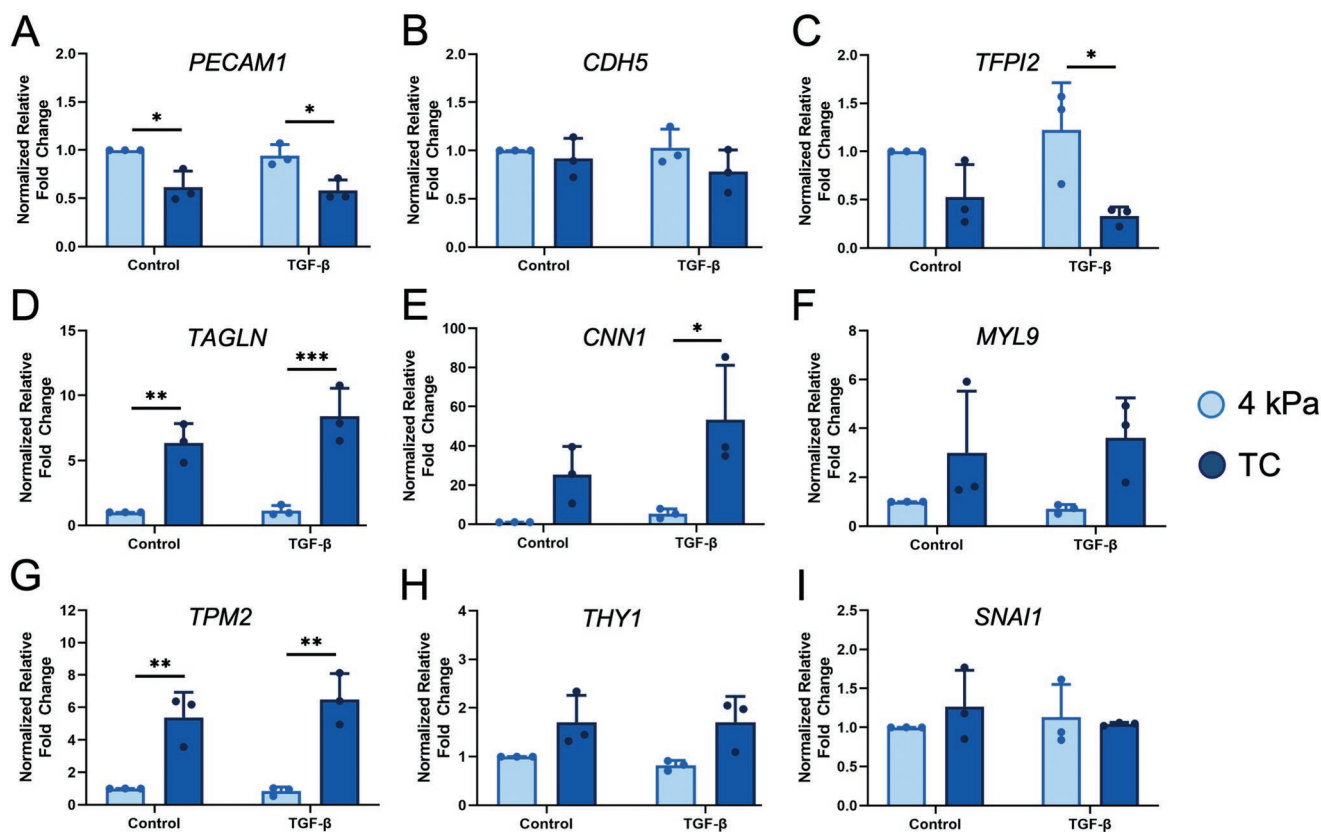 A
PECAM1
Normalized Relative
Fold Change
2.0
1.5
1.0
0.5
0.0
*
*
Control
TGF-β
B
CDH5
Normalized Relative
Fold Change
2.0
1.5
1.0
0.5
0.0
Control
TGF-β
C
TFPI2
Normalized Relative
Fold Change
2.0
1.5
1.0
0.5
0.0
*
Control
TGF-β
D
TAGLN
Normalized Relative
Fold Change
15
10
5
0
**
***
Control
TGF-β
E
CNN1
Normalized Relative
Fold Change
100
80
60
40
20
0
*
Control
TGF-β
F
MYL9
Normalized Relative
Fold Change
8
6
4
2
0
Control
TGF-β
4 kPa
TC
G
TPM2
Normalized Relative
Fold Change
12
10
8
6
4
2
0
**
**
Control
TGF-β
H
THY1
Normalized Relative
Fold Change
4
3
2
1
0
Control
TGF-β
I
SNAI1
Normalized Relative
Fold Change
2.5
2.0
1.5
1.0
0.5
0.0
Control
TGF-β